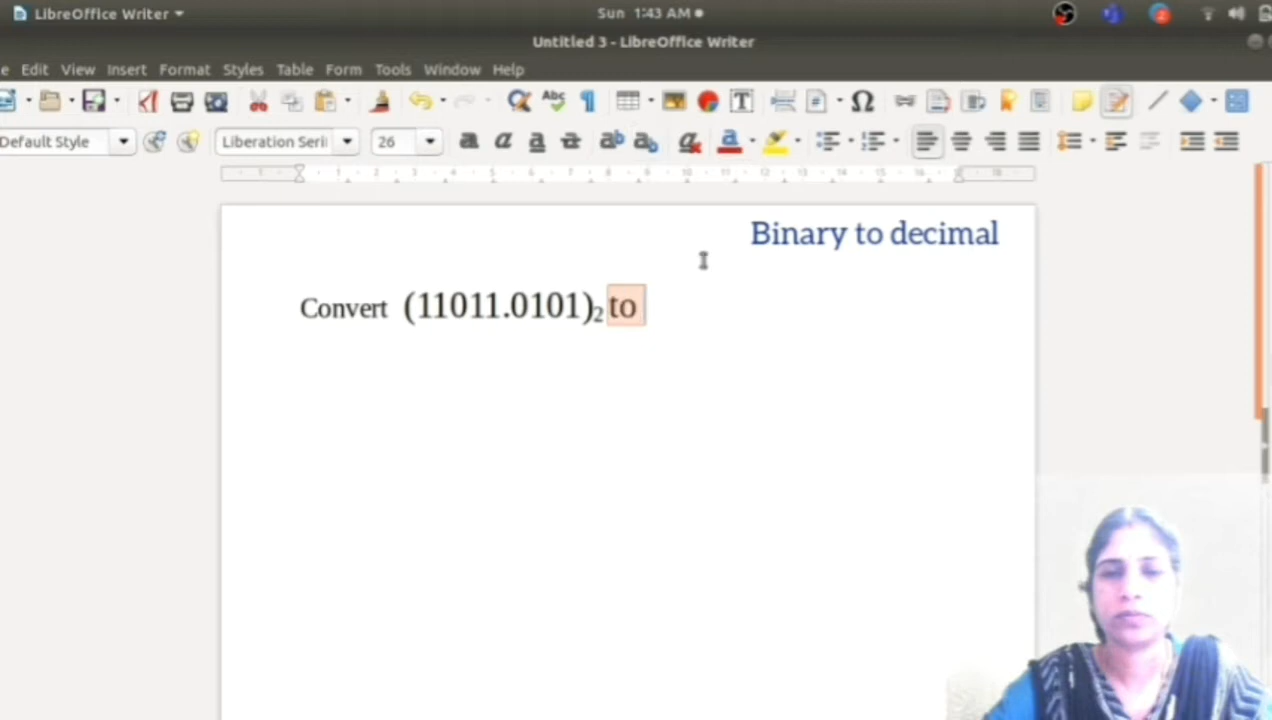 LibreOffice Writer Sun 1:43 AM
Untitled 3 - LibreOffice Writer
Edit View Insert Format Styles Table Form Tools Window Help
Default Style Liberation Seri 26
Binary to decimal
Convert (11011.0101)₂ to